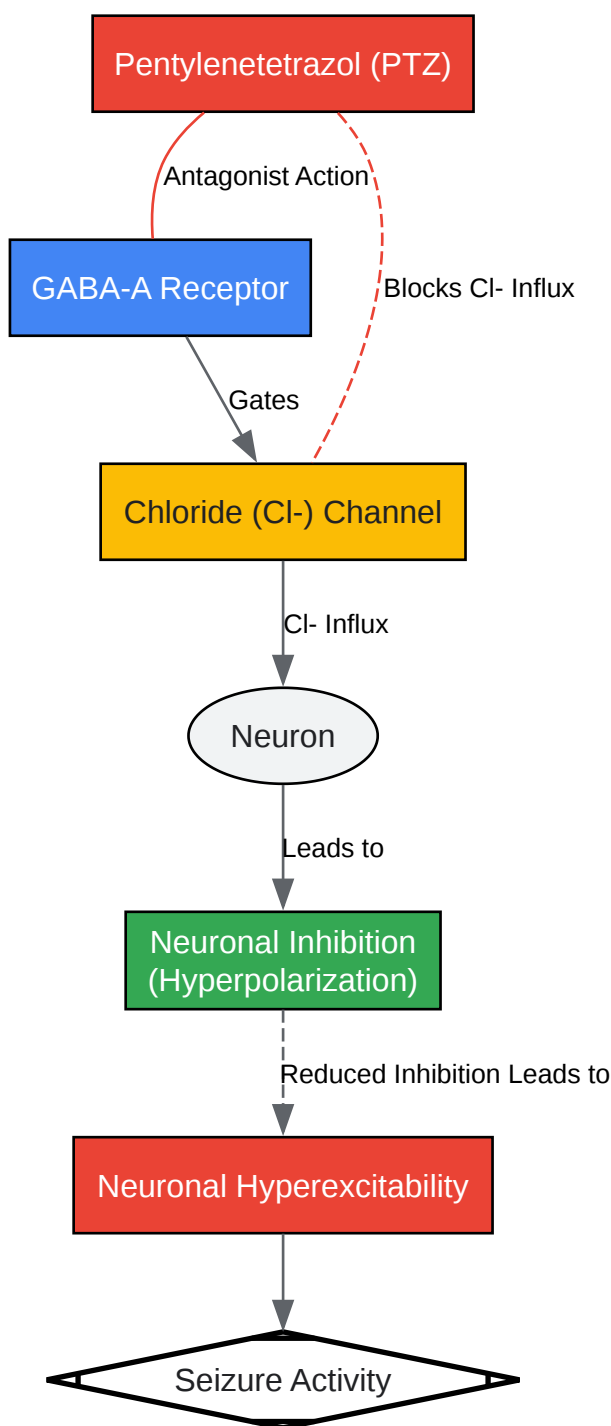 Pentylenetetrazol (PTZ)
Antagonist Action
GABA-A Receptor
Blocks Cl- Influx
Gates
Chloride (Cl-) Channel
Cl- Influx
Neuron
Leads to
Neuronal Inhibition
(Hyperpolarization)
Reduced Inhibition Leads to
Neuronal Hyperexcitability
Seizure Activity